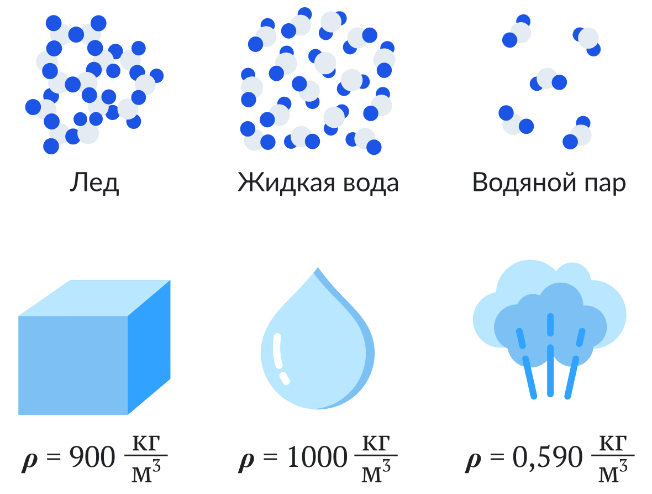 Лед
Жидкая вода
Водяной пар
ρ = 900 кг/м³
ρ = 1000 кг/м³
ρ = 0,590 кг/м³